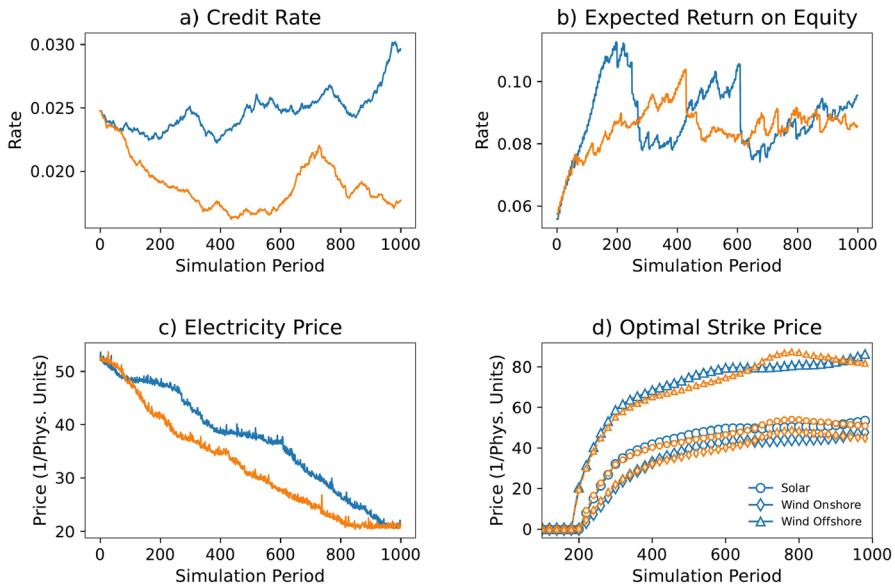 a) Credit Rate
0.030
0.025
0.020
Rate
0 200 400 600 800 1000
Simulation Period
b) Expected Return on Equity
0.10
0.08
0.06
Rate
0 200 400 600 800 1000
Simulation Period
c) Electricity Price
50
40
30
20
Price (1/Phys. Units)
0 200 400 600 800 1000
Simulation Period
d) Optimal Strike Price
80
60
40
20
0
Price (1/Phys. Units)
Solar
Wind Onshore
Wind Offshore
200 400 600 800 1000
Simulation Period